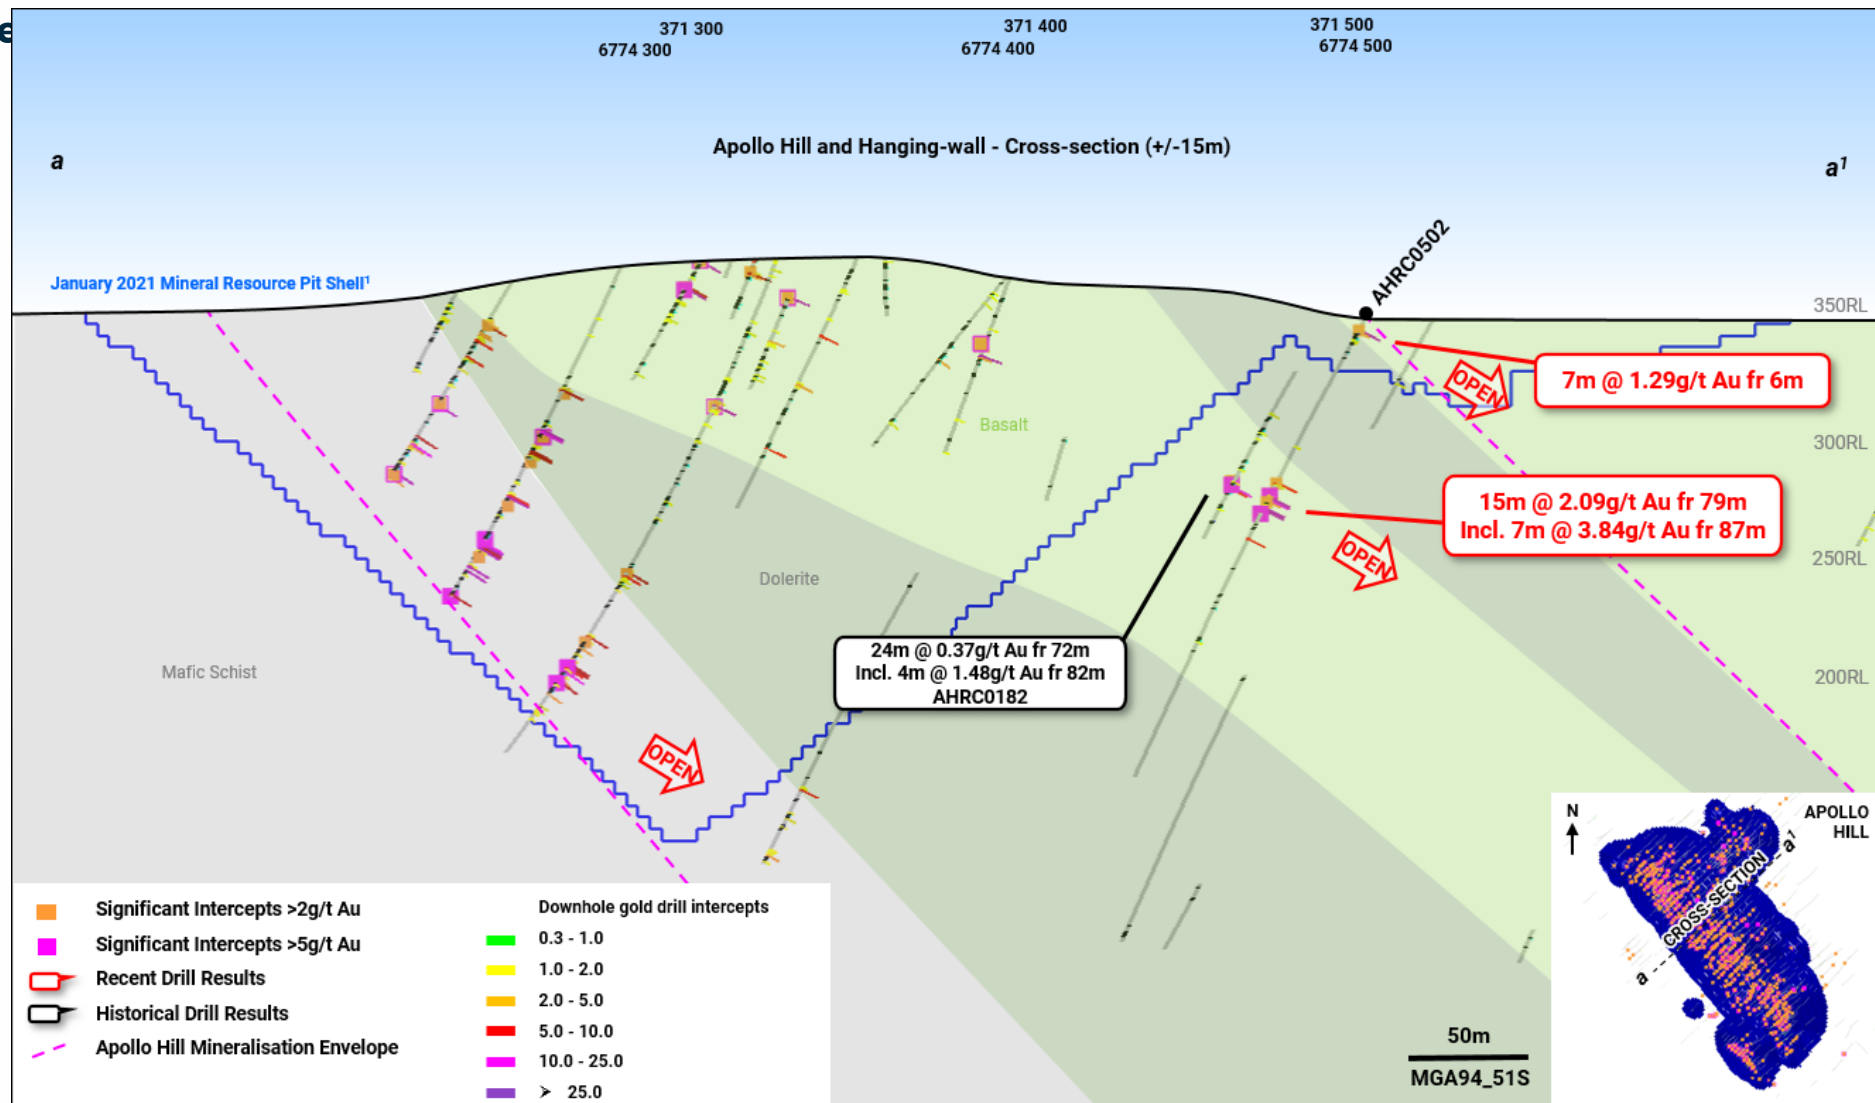 e
371 300
6774 300
371 400
6774 400
371 500
6774 500
Apollo Hill and Hanging-wall - Cross-section (+/-15m)
a
a¹
January 2021 Mineral Resource Pit Shell¹
AHRC0502
350RL
300RL
250RL
200RL
7m @ 1.29g/t Au fr 6m
OPEN
Basalt
15m @ 2.09g/t Au fr 79m
Incl. 7m @ 3.84g/t Au fr 87m
OPEN
Dolerite
24m @ 0.37g/t Au fr 72m
Incl. 4m @ 1.48g/t Au fr 82m
AHRC0182
Mafic Schist
OPEN
Significant Intercepts >2g/t Au
Significant Intercepts >5g/t Au
Recent Drill Results
Historical Drill Results
Apollo Hill Mineralisation Envelope
Downhole gold drill intercepts
0.3 - 1.0
1.0 - 2.0
2.0 - 5.0
5.0 - 10.0
10.0 - 25.0
➢ 25.0
50m
MGA94_51S
N
APOLLO
HILL
CROSS-SECTION
a
a¹